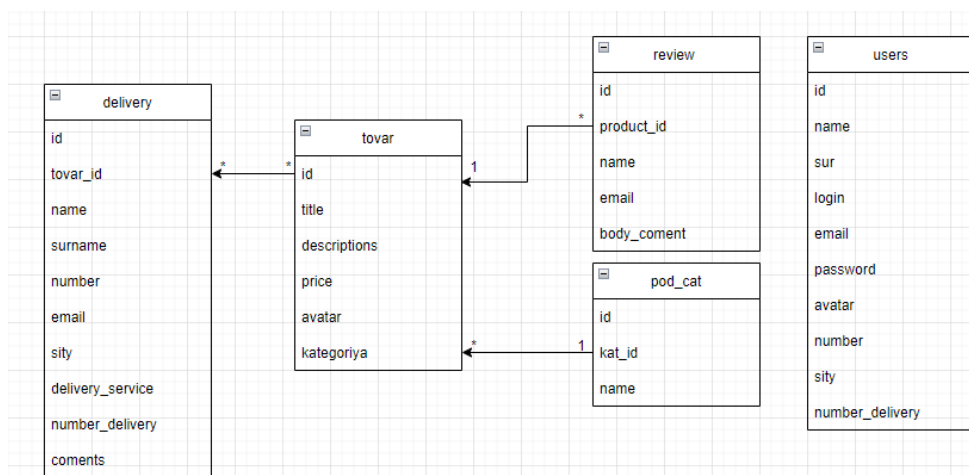 delivery
id
tovar_id
name
surname
number
email
sity
delivery_service
number_delivery
coments
*
*
tovar
id
title
descriptions
price
avatar
kategoriya
1
*
*
1
review
id
product_id
name
email
body_coment
pod_cat
id
kat_id
name
users
id
name
sur
login
email
password
avatar
number
sity
number_delivery